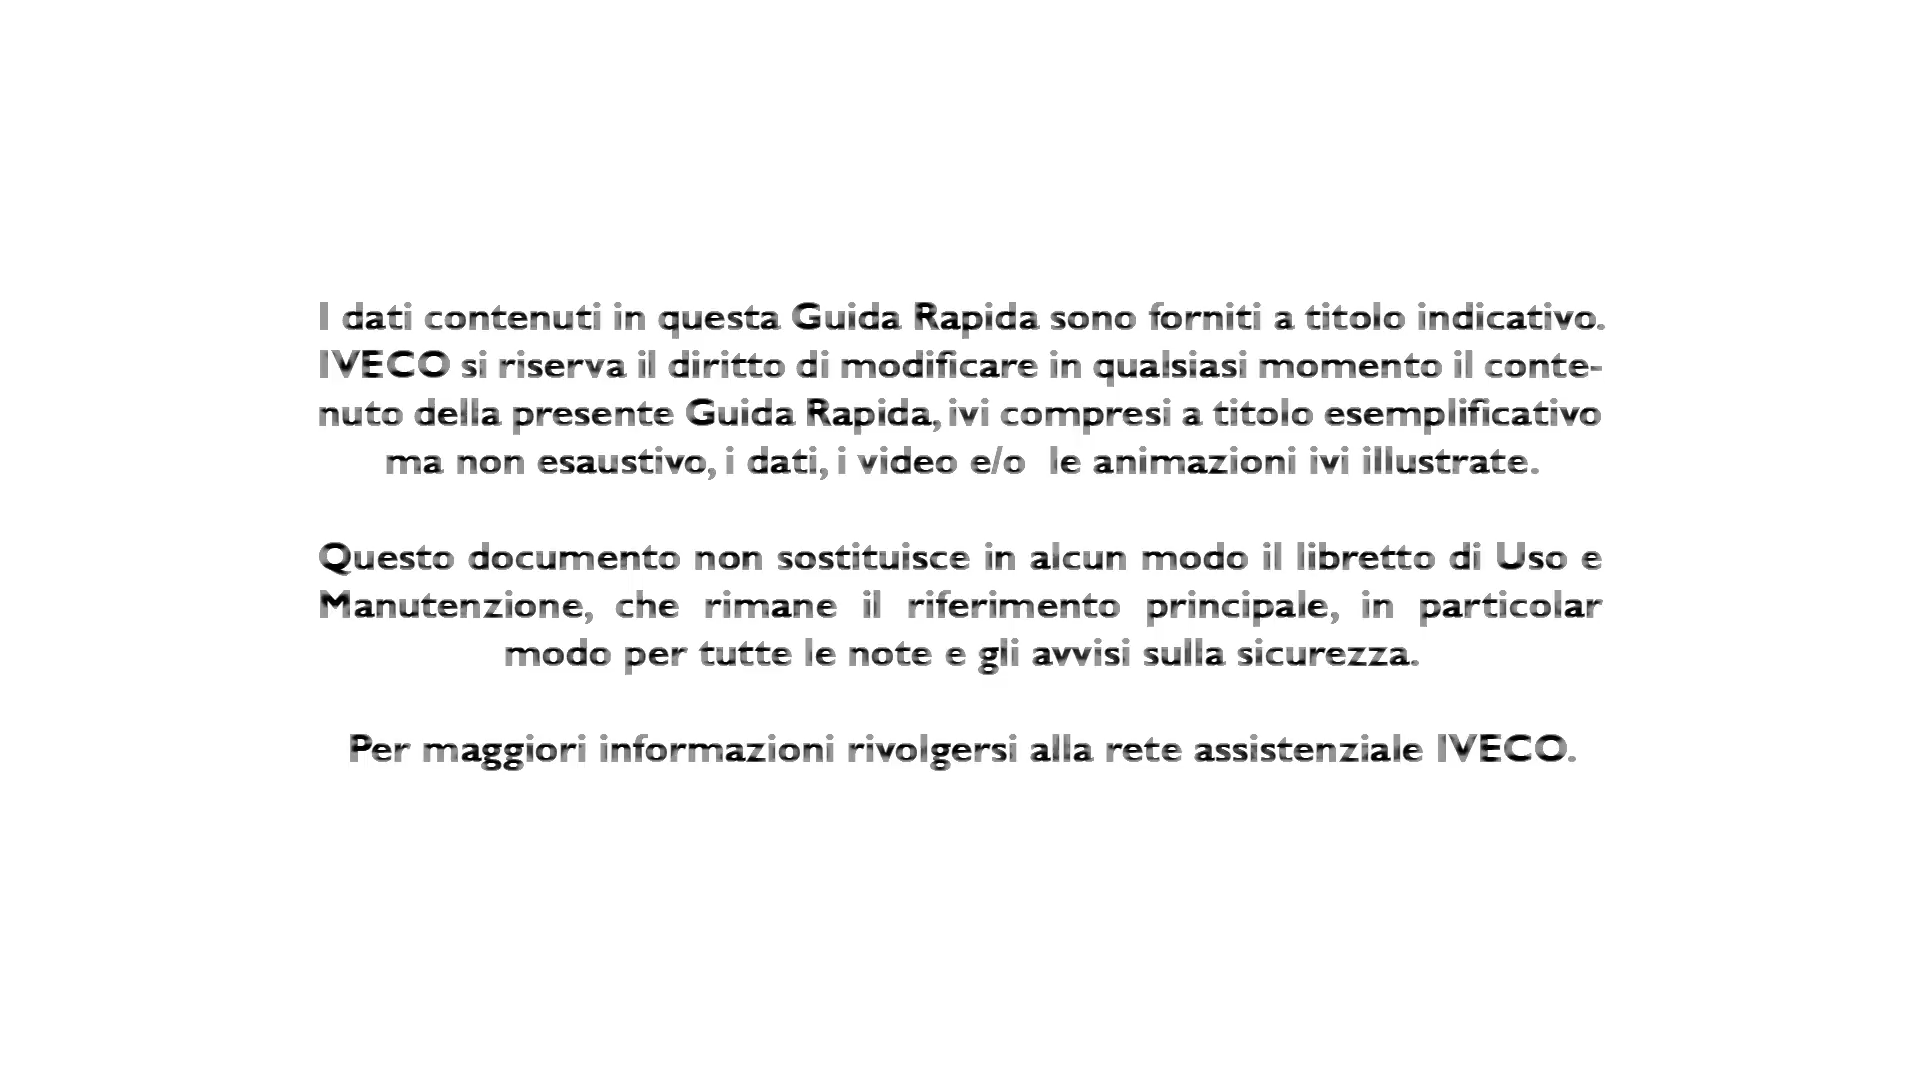 I dati contenuti in questa Guida Rapida sono forniti a titolo indicativo.
IVECO si riserva il diritto di modificare in qualsiasi momento il conte-
nuto della presente Guida Rapida, ivi compresi a titolo esemplificativo
ma non esaustivo, i dati, i video e/o  le animazioni ivi illustrate.
Questo documento non sostituisce in alcun modo il libretto di Uso e
Manutenzione, che rimane il riferimento principale, in particolar
modo per tutte le note e gli avvisi sulla sicurezza.
Per maggiori informazioni rivolgersi alla rete assistenziale IVECO.